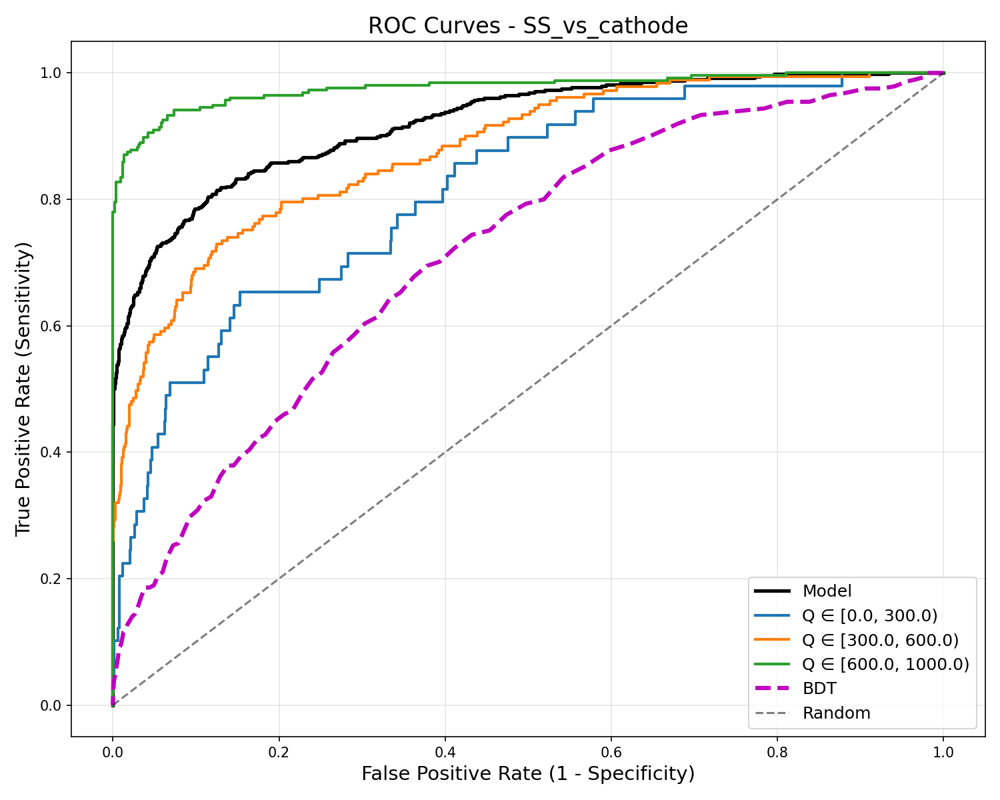 ROC Curves - SS_vs_cathode
True Positive Rate (Sensitivity)
1.0
0.8
0.6
0.4
0.2
0.0
0.0 0.2 0.4 0.6 0.8 1.0
False Positive Rate (1 - Specificity)
Model
Q ∈ [0.0, 300.0)
Q ∈ [300.0, 600.0)
Q ∈ [600.0, 1000.0)
BDT
Random